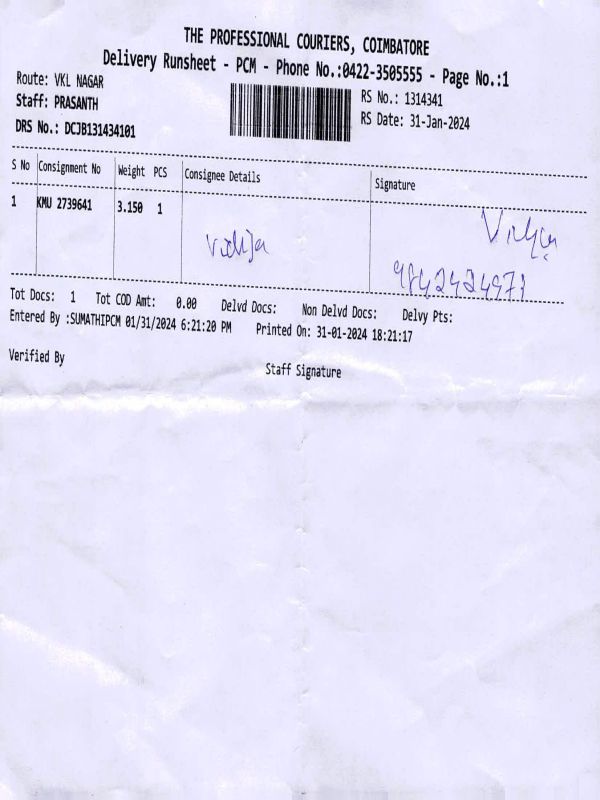 THE PROFESSIONAL COURIERS, COIMBATORE
Delivery Runsheet - PCM - Phone No.:0422-3505555 - Page No.:1
Route: VKL NAGAR
RS No.: 1314341
Staff: PRASANTH
RS Date: 31-Jan-2024
DRS No.: DCJB131434101
S No Consignment No Weight PCS Consignee Details Signature
1 KMU 2739641 3.150 1
9842424973
Tot Docs: 1 Tot COD Amt: 0.00 Delvd Docs: Non Delvd Docs: Delvy Pts:
Entered By :SUMATHIPCM 01/31/2024 6:21:20 PM Printed On: 31-01-2024 18:21:17
Verified By
Staff Signature